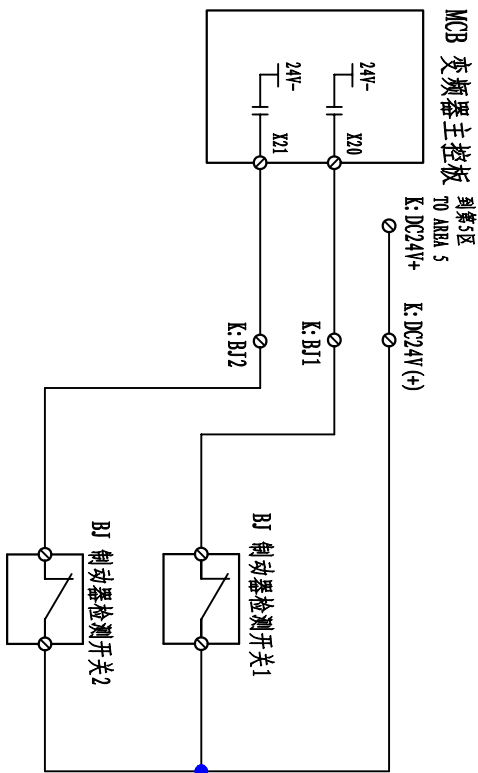 MCB 变频器主控板
24V-
24V-
X20
X21
到第5区
TO AREA 5
K:DC24V+
K:DC24V(+)
K:BJ1
K:BJ2
BJ 制动器检测开关1
BJ 制动器检测开关2